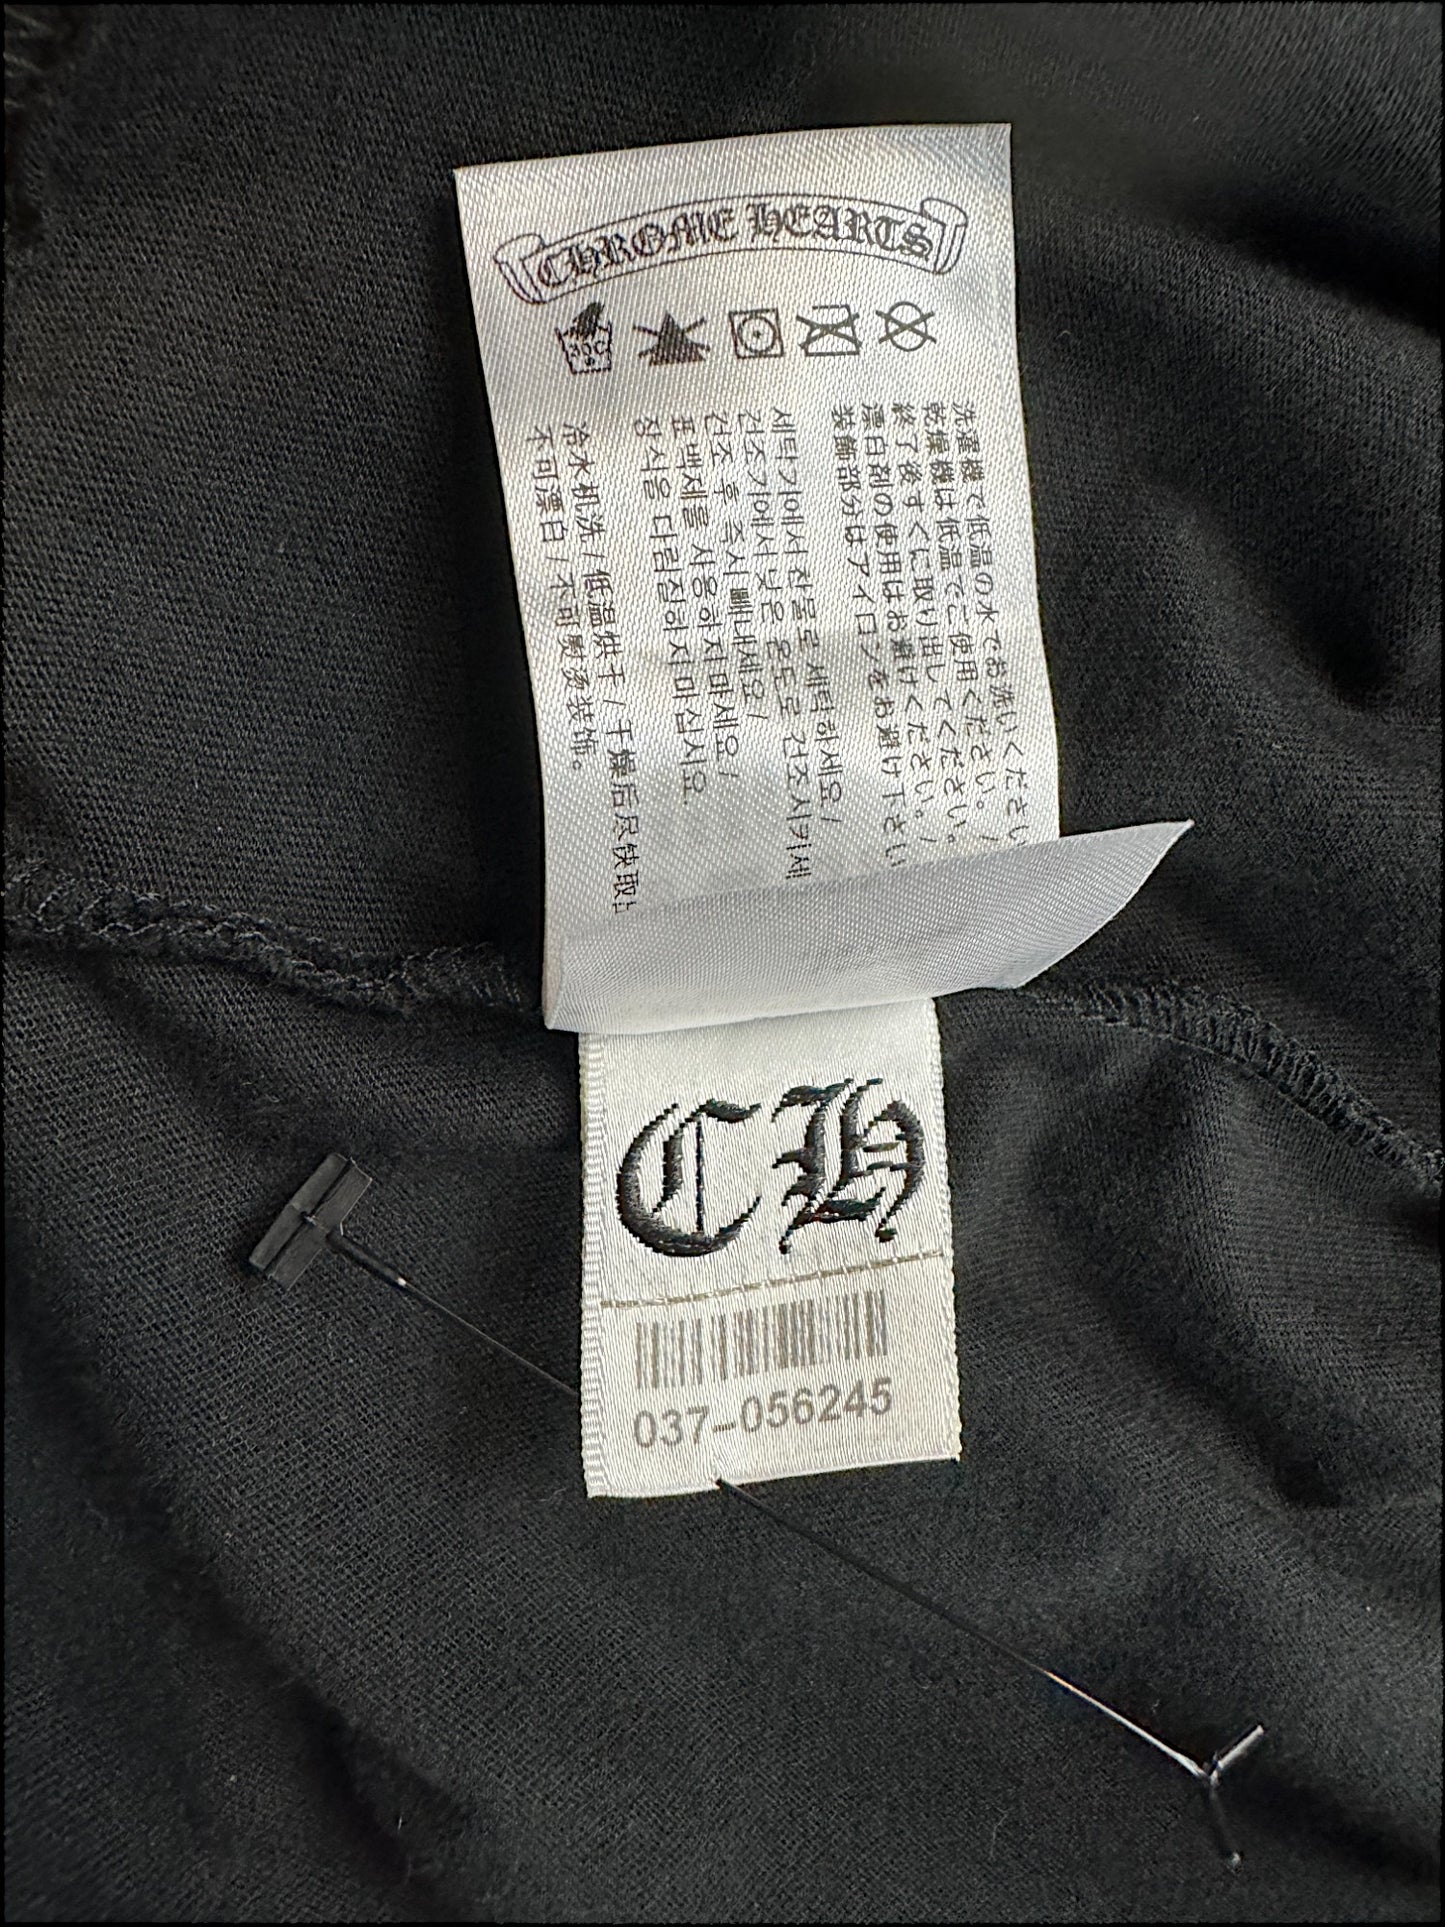 CHROME HEARTS
30C
洗濯機で低温の水でお洗いください
乾燥機は低温でご使用ください。/
終了後すぐに取り出してください。
漂白剤の使用はお避けください。/
装飾部分はアイロンをお避け下さい
세탁기에서 찬물로 세탁하세요/
건조기에서 낮은 온도로 건조시키세
건조 후 즉시 빼내세요/
표백제를 사용하지마세요/
장식을 다림질하지마십시요.
冷水机洗/低温烘干/干燥后尽快取
不可漂白/不可熨烫装饰。
CH
037-056245